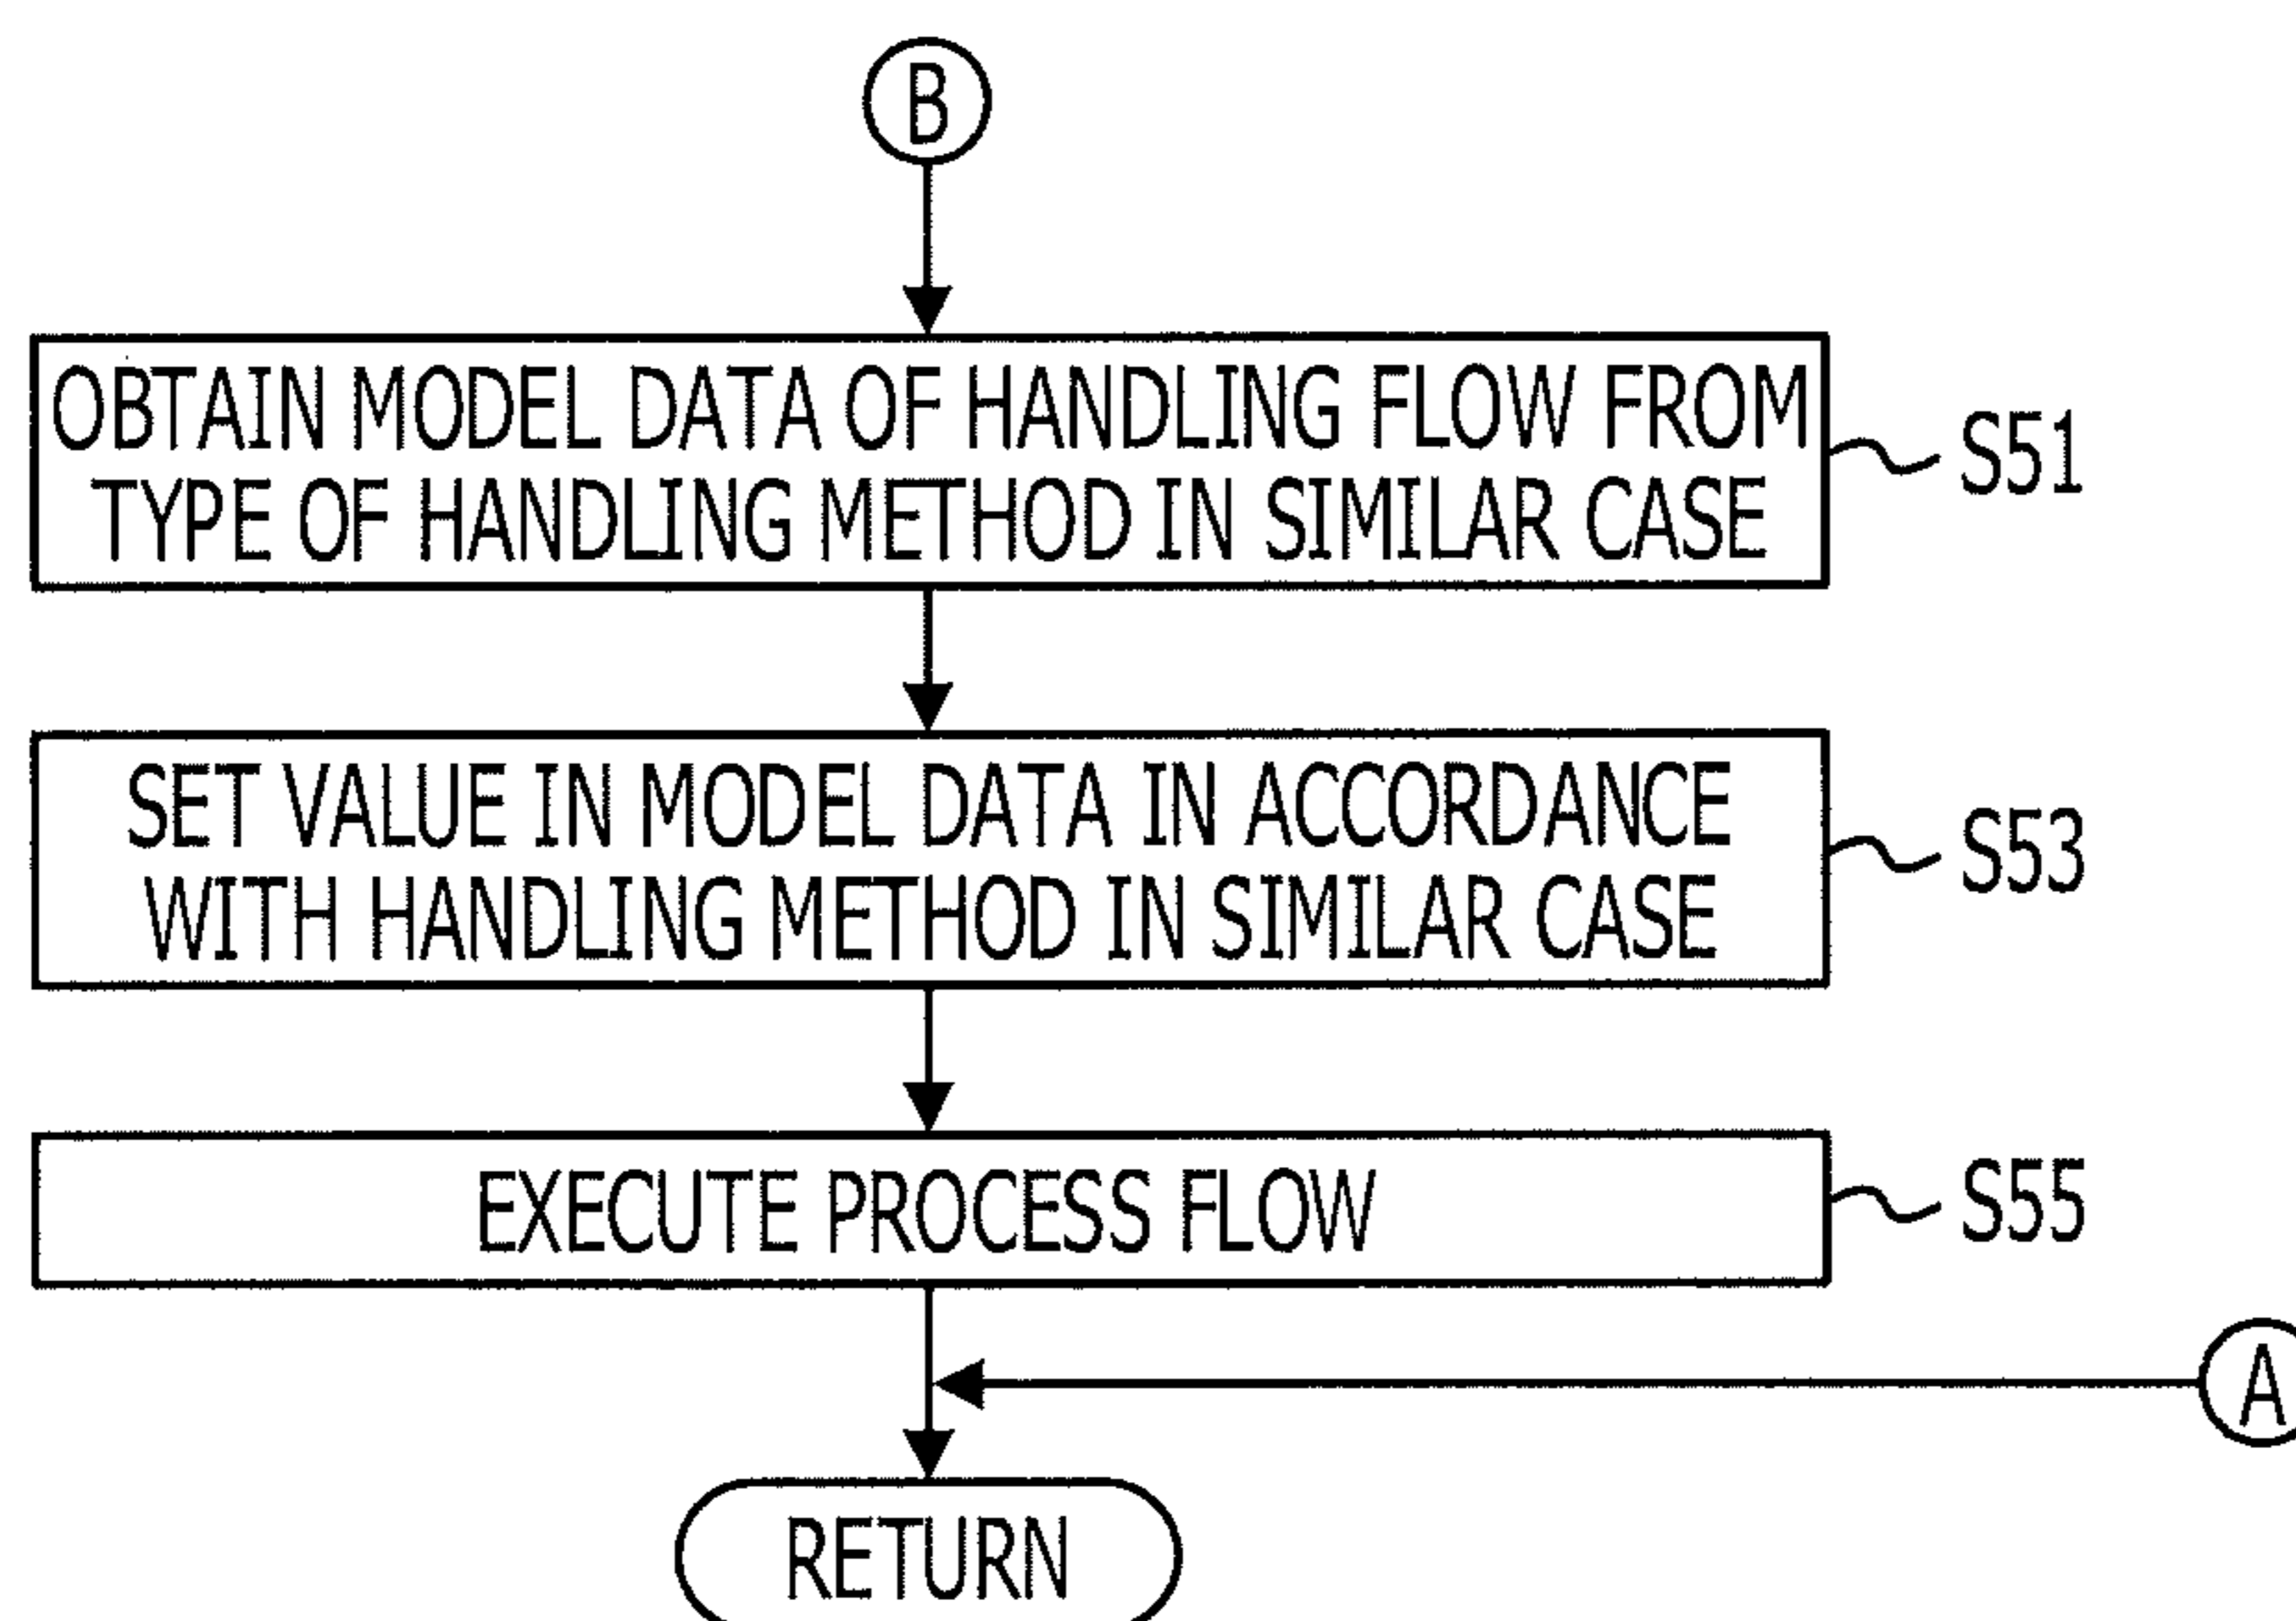 B
OBTAIN MODEL DATA OF HANDLING FLOW FROM
TYPE OF HANDLING METHOD IN SIMILAR CASE
S51
SET VALUE IN MODEL DATA IN ACCORDANCE
WITH HANDLING METHOD IN SIMILAR CASE
S53
EXECUTE PROCESS FLOW
S55
A
RETURN